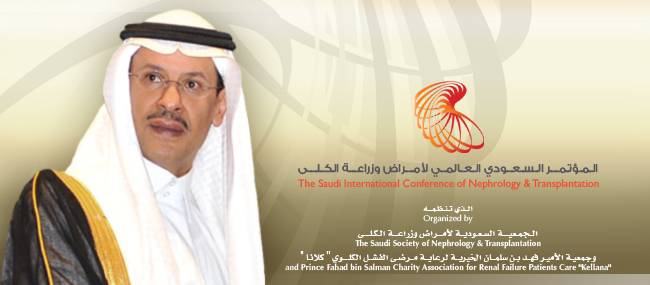 المؤتمر السعودي العالمي لأمراض وزراعة الكلى
The Saudi International Conference of Nephrology & Transplantation
الذي تنظمه
Organized by
الجمعية السعودية لأمراض وزراعة الكلى
The Saudi Society of Nephrology & Transplantation
وجمعية الأمير فهد بن سلمان الخيرية لرعاية مرضى الفشل الكلوي "كلانا"
and Prince Fahad bin Salman Charity Association for Renal Failure Patients Care "Kellana"